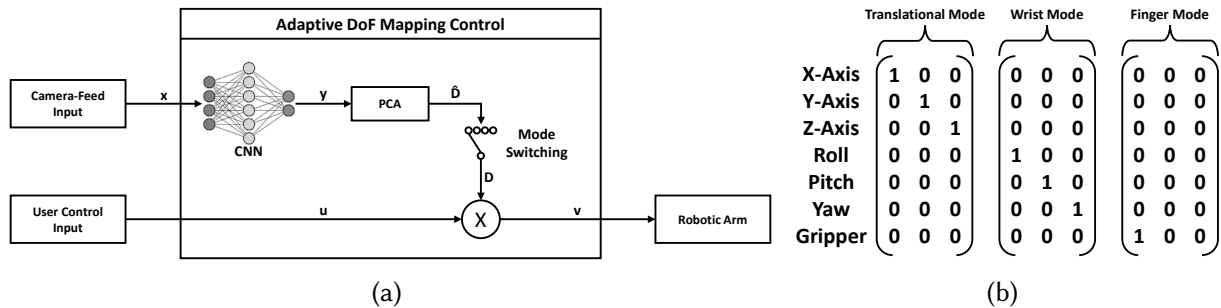 Adaptive DoF Mapping Control
Camera-Feed
Input
x
CNN
y
PCA
D̂
Mode
Switching
D
User Control
Input
u
X
v
Robotic Arm
(a)
Translational Mode Wrist Mode Finger Mode
X-Axis 1 0 0 0 0 0 0 0 0
Y-Axis 0 1 0 0 0 0 0 0 0
Z-Axis 0 0 1 0 0 0 0 0 0
Roll 0 0 0 1 0 0 0 0 0
Pitch 0 0 0 0 1 0 0 0 0
Yaw 0 0 0 0 0 1 0 0 0
Gripper 0 0 0 0 0 0 1 0 0
(b)